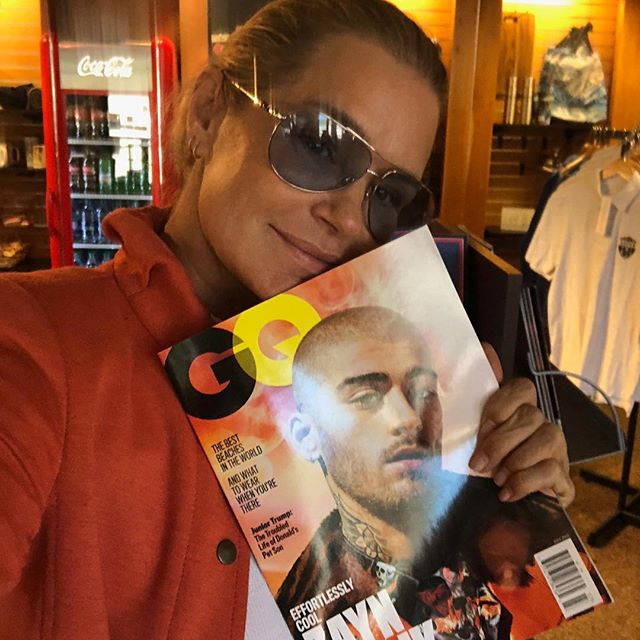 Coca-Cola
GQ
THE BEST
BEACHES
IN THE WORLD
AND WHAT
TO WEAR
WHEN YOU'RE
THERE
Junior Trump:
The Troubled
Life of Donald's
Pet Son
EFFORTLESSLY
COOL
ZAYN